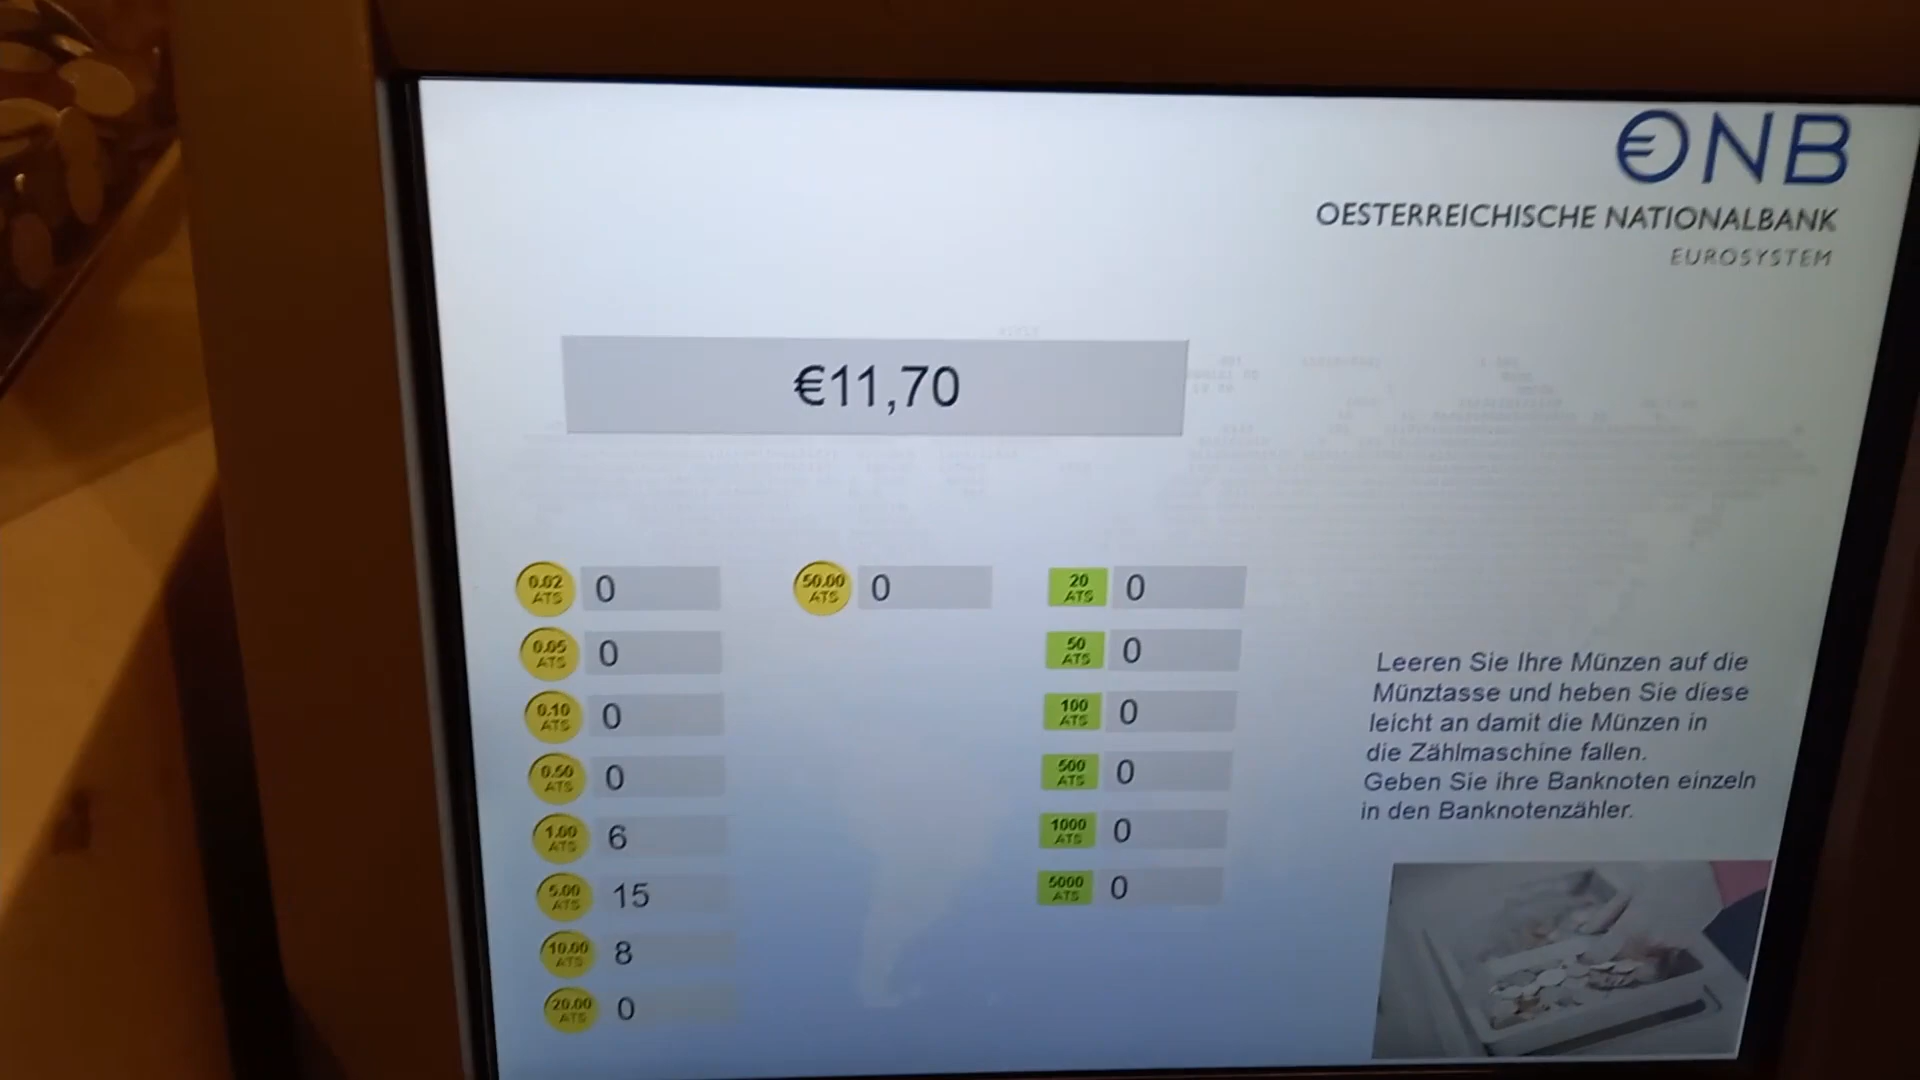 €ONB
OESTERREICHISCHE NATIONALBANK
EUROSYSTEM
€11,70
0.02 ATS 0
50.00 ATS 0
20 ATS 0
0.05 ATS 0
50 ATS 0
0.10 ATS 0
100 ATS 0
0.50 ATS 0
500 ATS 0
1.00 ATS 6
1000 ATS 0
5.00 ATS 15
5000 ATS 0
10.00 ATS 8
20.00 ATS 0
Leeren Sie Ihre Münzen auf die
Münztasse und heben Sie diese
leicht an damit die Münzen in
die Zählmaschine fallen.
Geben Sie ihre Banknoten einzeln
in den Banknotenzähler.